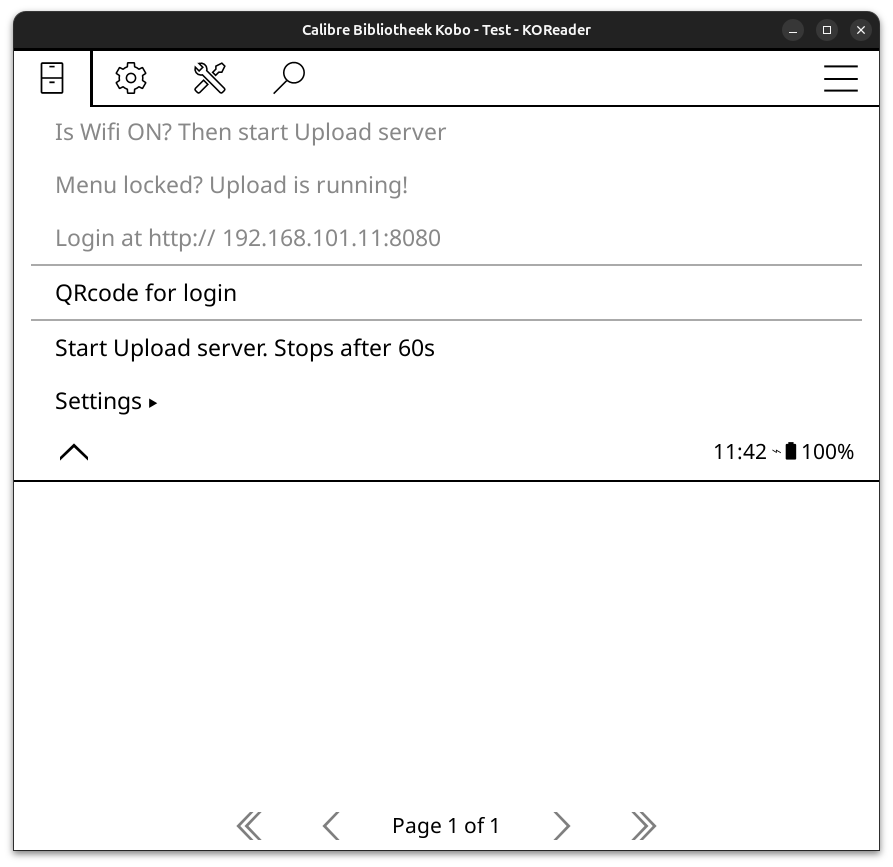 Calibre Bibliotheek Kobo - Test - KOReader
Is Wifi ON? Then start Upload server
Menu locked? Upload is running!
Login at http:// 192.168.101.11:8080
QRcode for login
Start Upload server. Stops after 60s
Settings ▸
11:42 100%
Page 1 of 1